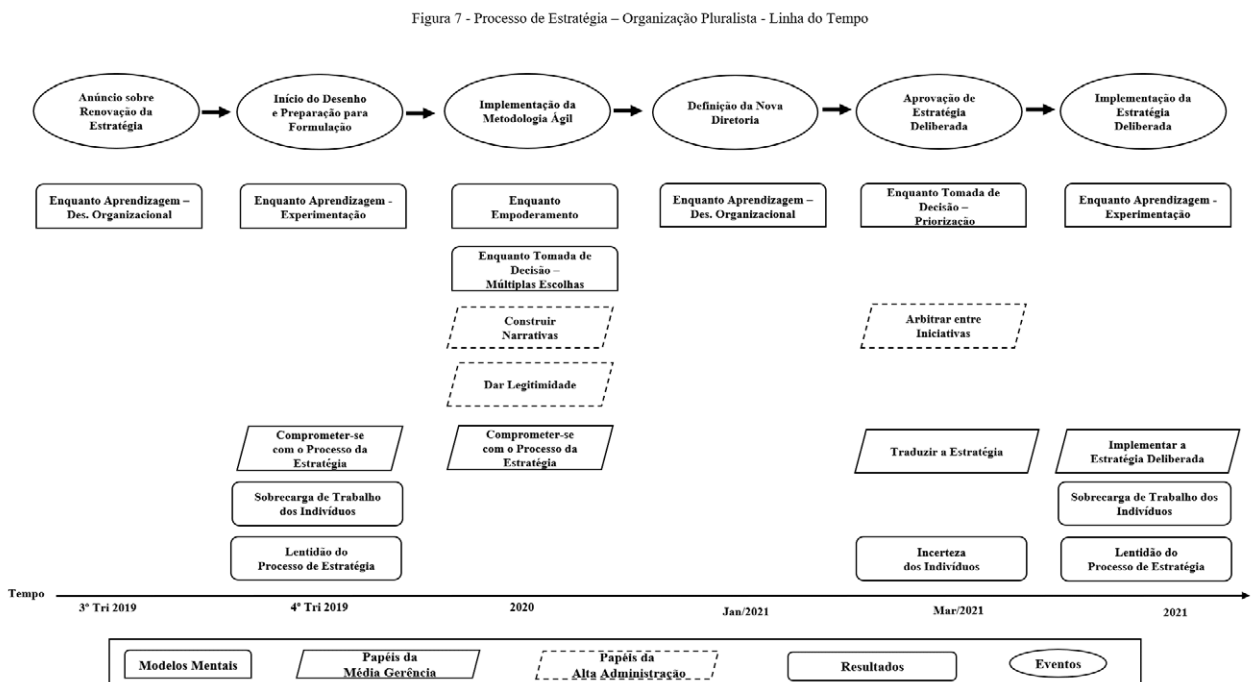 Figura 7 - Processo de Estratégia – Organização Pluralista - Linha do Tempo
Anúncio sobre
Renovação da
Estratégia
Início do Desenho
e Preparação para
Formulação
Implementação da
Metodologia Ágil
Definição da Nova
Diretoria
Aprovação de
Estratégia
Deliberada
Implementação da
Estratégia
Deliberada
Enquanto Aprendizagem –
Des. Organizacional
Enquanto Aprendizagem -
Experimentação
Enquanto
Empoderamento
Enquanto Aprendizagem –
Des. Organizacional
Enquanto Tomada de
Decisão –
Priorização
Enquanto Aprendizagem -
Experimentação
Enquanto Tomada de
Decisão –
Múltiplas Escolhas
Construir
Narrativas
Arbitrar entre
Iniciativas
Dar Legitimidade
Comprometer-se
com o Processo da
Estratégia
Comprometer-se
com o Processo da
Estratégia
Traduzir a Estratégia
Implementar a
Estratégia Deliberada
Sobrecarga de Trabalho
dos Indivíduos
Sobrecarga de Trabalho dos
Indivíduos
Lentidão do
Processo de Estratégia
Incerteza
dos Indivíduos
Lentidão do
Processo de Estratégia
Tempo
3º Tri 2019
4º Tri 2019
2020
Jan/2021
Mar/2021
2021
Modelos Mentais
Papéis da
Média Gerência
Papéis da
Alta Administração
Resultados
Eventos